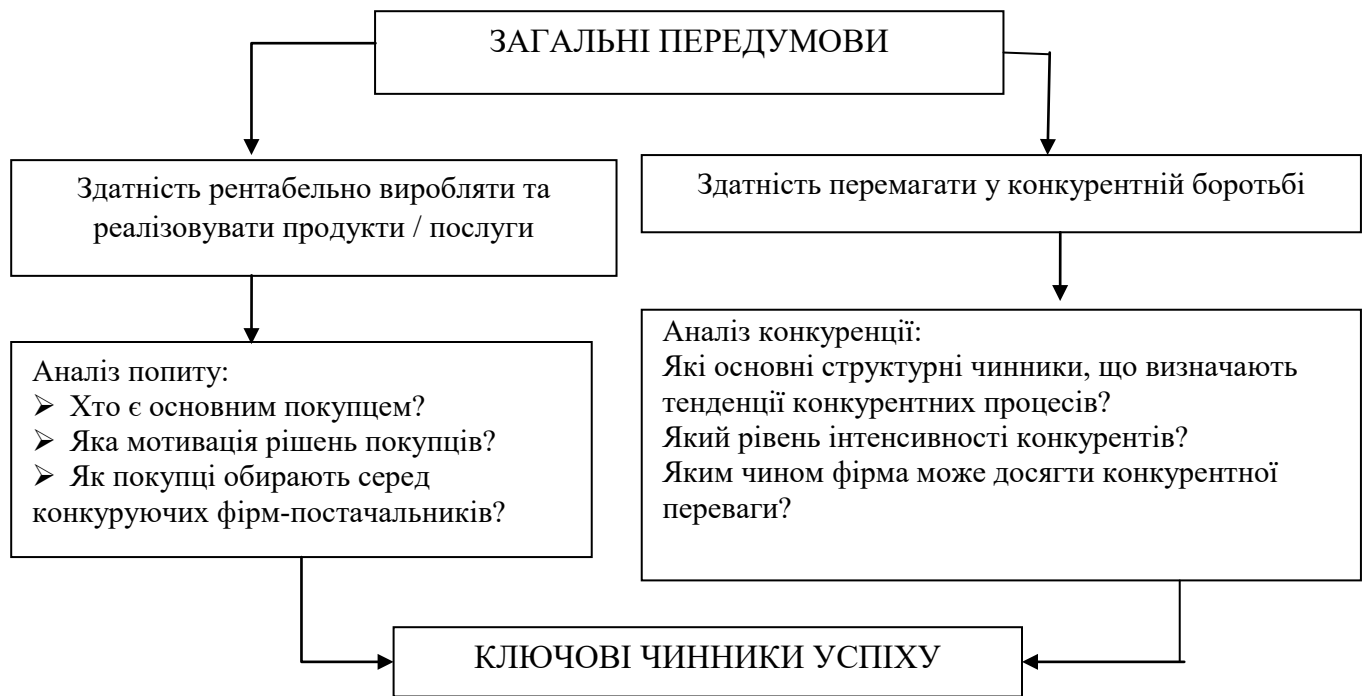 ЗАГАЛЬНІ ПЕРЕДУМОВИ
Здатність рентабельно виробляти та
реалізовувати продукти / послуги
Здатність перемагати у конкурентній боротьбі
Аналіз попиту:
➢ Хто є основним покупцем?
➢ Яка мотивація рішень покупців?
➢ Як покупці обирають серед
конкуруючих фірм-постачальників?
Аналіз конкуренції:
Які основні структурні чинники, що визначають
тенденції конкурентних процесів?
Який рівень інтенсивності конкурентів?
Яким чином фірма може досягти конкурентної
переваги?
КЛЮЧОВІ ЧИННИКИ УСПІХУ